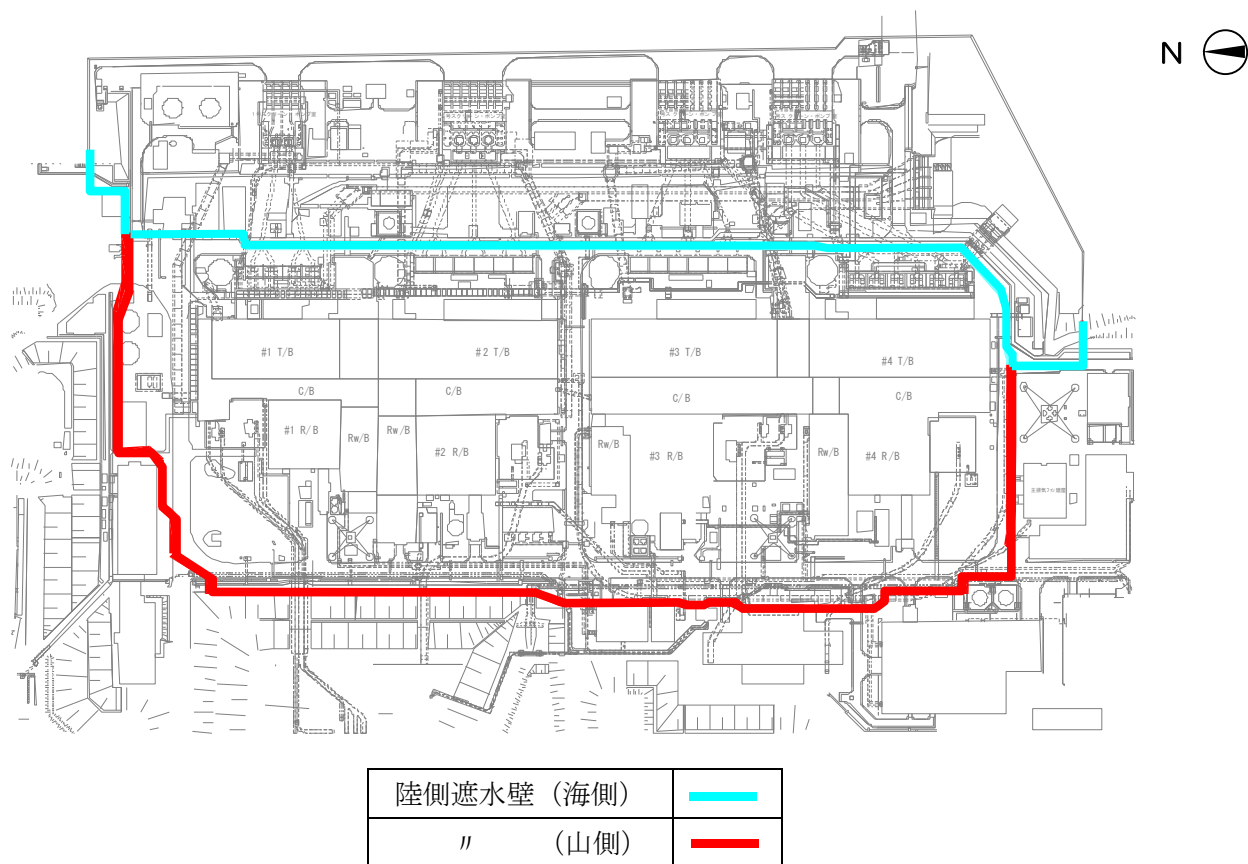 N
#1 T/B
#2 T/B
#3 T/B
#4 T/B
C/B
C/B
C/B
C/B
#1 R/B
Rw/B
Rw/B
#2 R/B
Rw/B
#3 R/B
Rw/B
#4 R/B
陸側遮水壁（海側）
〃 （山側）